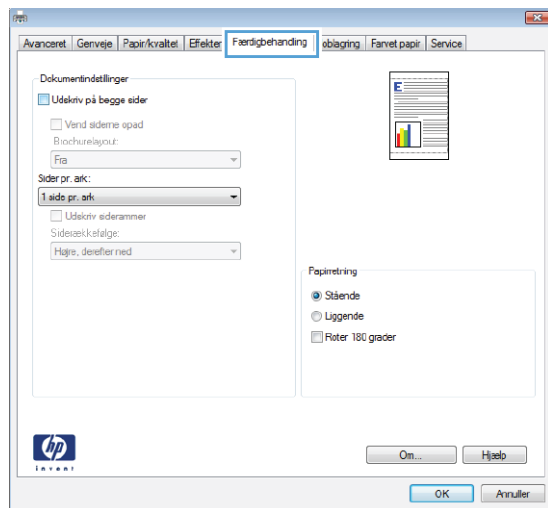 Avanceret Genveje Papir/kvalitet Effekter Færdigbehandling oblagring Farvet papir Service
Dokumentindstillinger
Udskriv på begge sider
Vend siderne opad
Brochurelayout:
Fra
Sider pr. ark:
1 side pr. ark
Udskriv siderammer
Siderækkefølge:
Højre, derefter ned
E
Papirretning
Stående
Liggende
Roter 180 grader
hp
invent
Om... Hjælp
OK Annuller